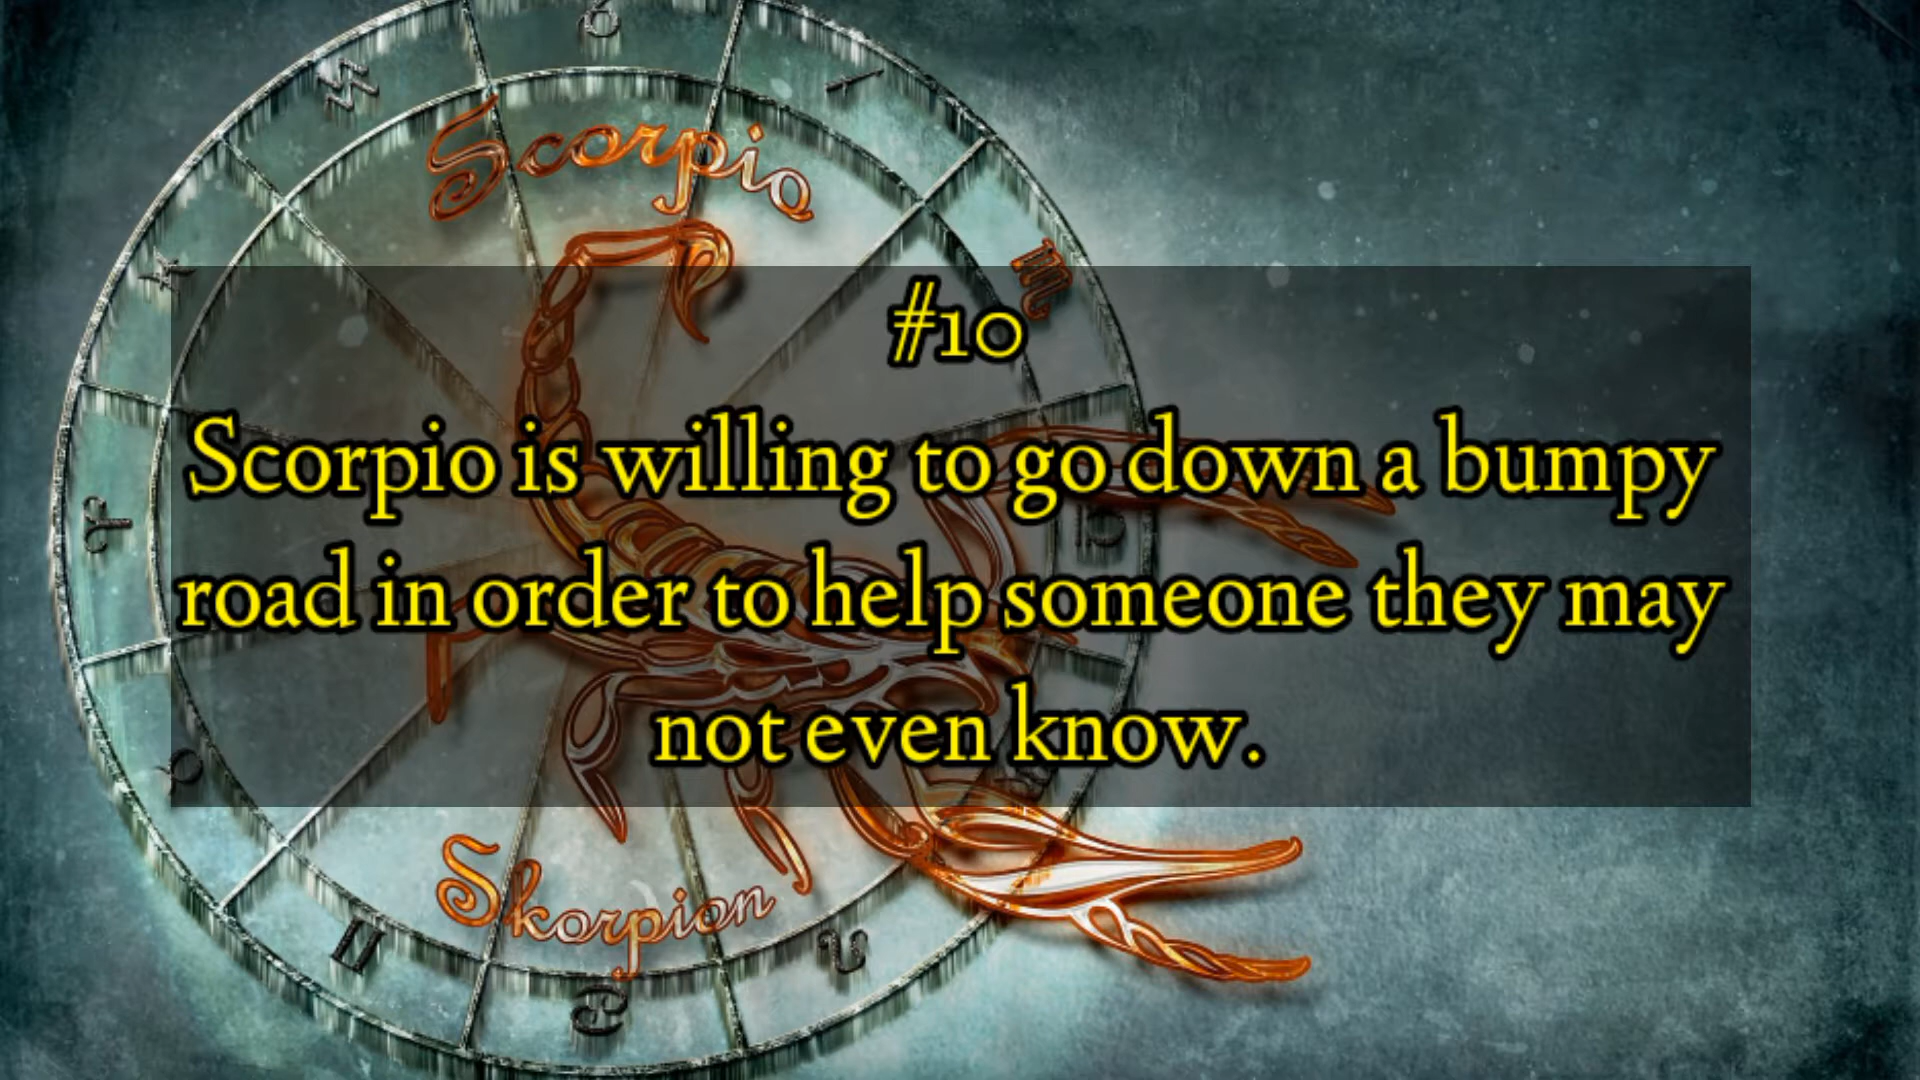 Scorpio
#10
Scorpio is willing to go down a bumpy
road in order to help someone they may
not even know.
Skorpion